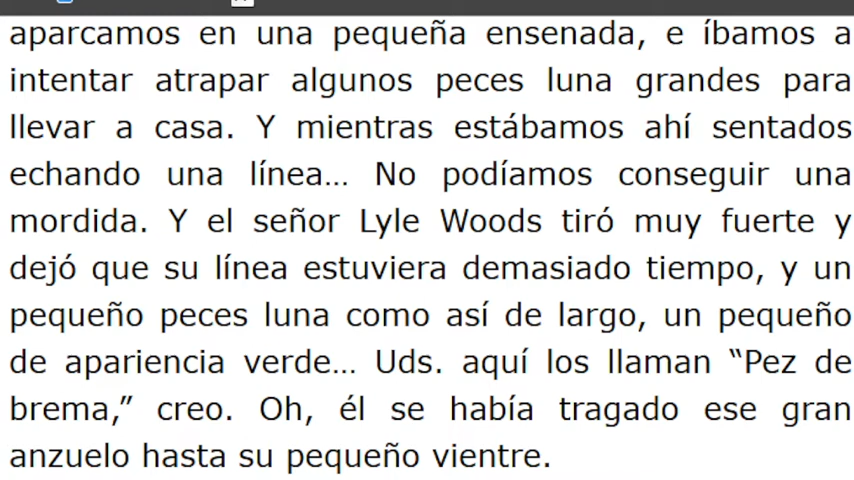 aparcamos en una pequeña ensenada, e íbamos a
intentar atrapar algunos peces luna grandes para
llevar a casa. Y mientras estábamos ahí sentados
echando una línea… No podíamos conseguir una
mordida. Y el señor Lyle Woods tiró muy fuerte y
dejó que su línea estuviera demasiado tiempo, y un
pequeño peces luna como así de largo, un pequeño
de apariencia verde… Uds. aquí los llaman “Pez de
brema,” creo. Oh, él se había tragado ese gran
anzuelo hasta su pequeño vientre.